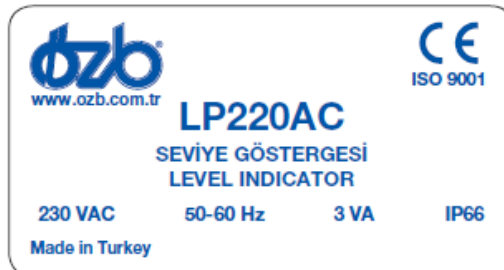 özb
CE
ISO 9001
www.ozb.com.tr
LP220AC
SEVİYE GÖSTERGESİ
LEVEL INDICATOR
230 VAC 50-60 Hz 3 VA IP66
Made in Turkey